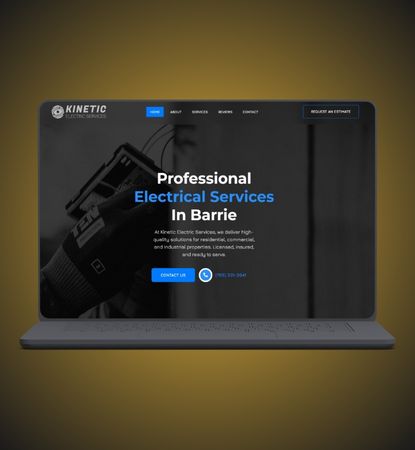 KINETIC
ELECTRIC SERVICES
HOME ABOUT SERVICES REVIEWS CONTACT
REQUEST AN ESTIMATE
Professional
Electrical Services
In Barrie
At Kinetic Electric Services, we deliver high-
quality solutions for residential, commercial,
and industrial properties. Licensed, insured,
and ready to serve.
CONTACT US